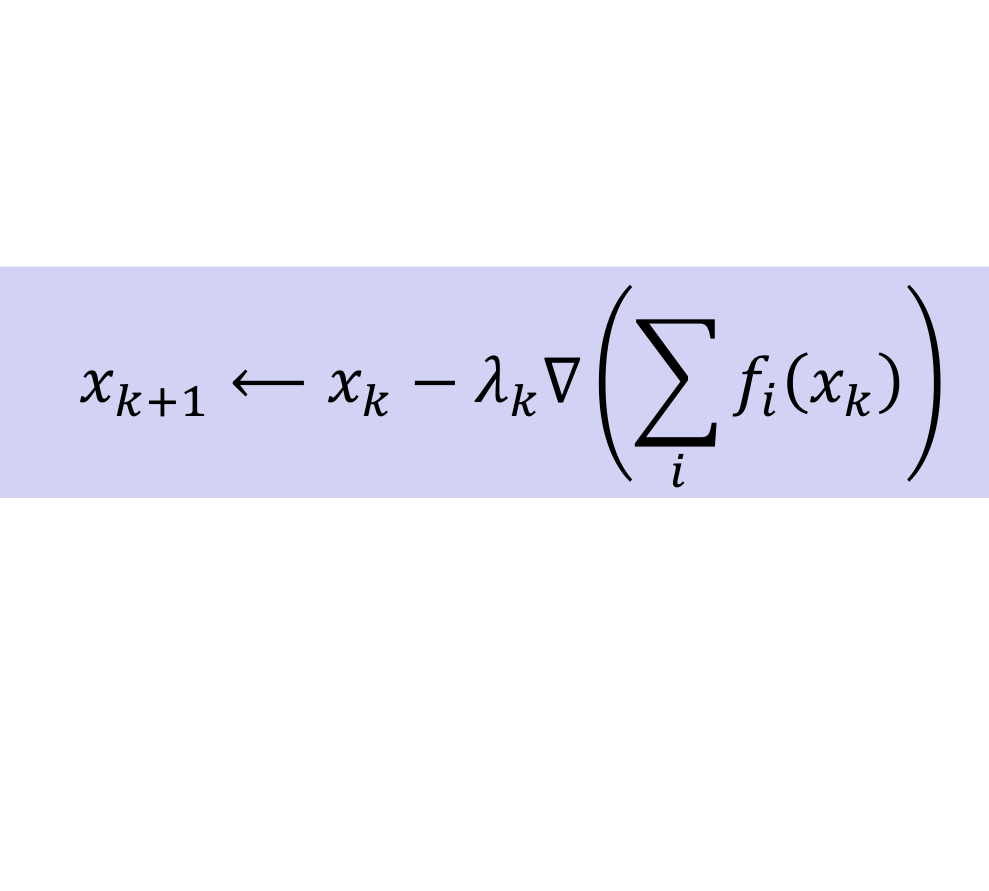 x_{k+1} ← x_k − λ_k ∇ ( ∑_i f_i(x_k) )